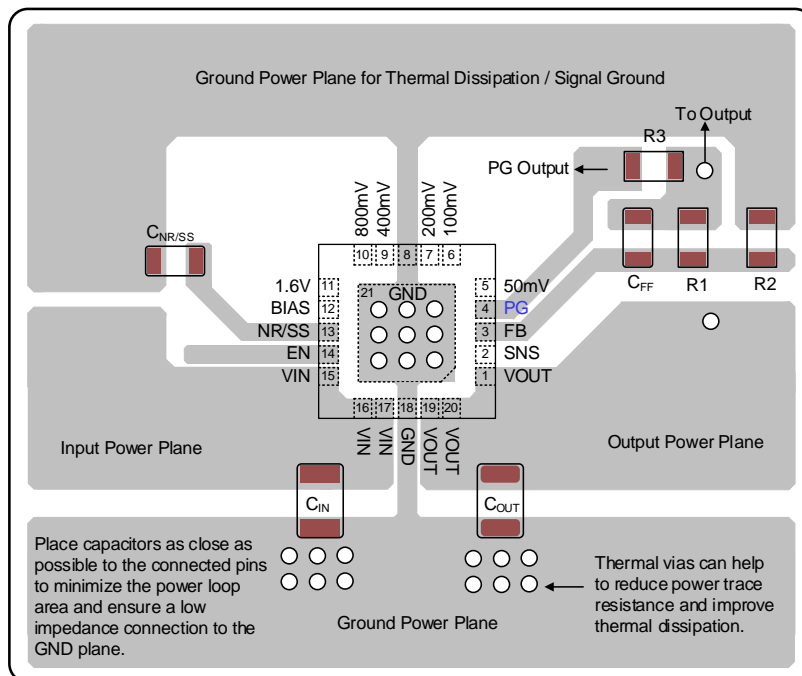 Ground Power Plane for Thermal Dissipation / Signal Ground
To Output
R3
PG Output
800mV
400mV
200mV
100mV
CNR/SS
10
9
8
7
6
CFF
R1
R2
1.6V
11
21
GND
5
50mV
BIAS
12
4
PG
NR/SS
13
3
FB
EN
14
2
SNS
VIN
15
1
VOUT
16
17
18
19
20
VIN
VIN
GND
VOUT
VOUT
Input Power Plane
Output Power Plane
CIN
COUT
Place capacitors as close as
possible to the connected pins
to minimize the power loop
area and ensure a low
impedance connection to the
GND plane.
Ground Power Plane
Thermal vias can help
to reduce power trace
resistance and improve
thermal dissipation.